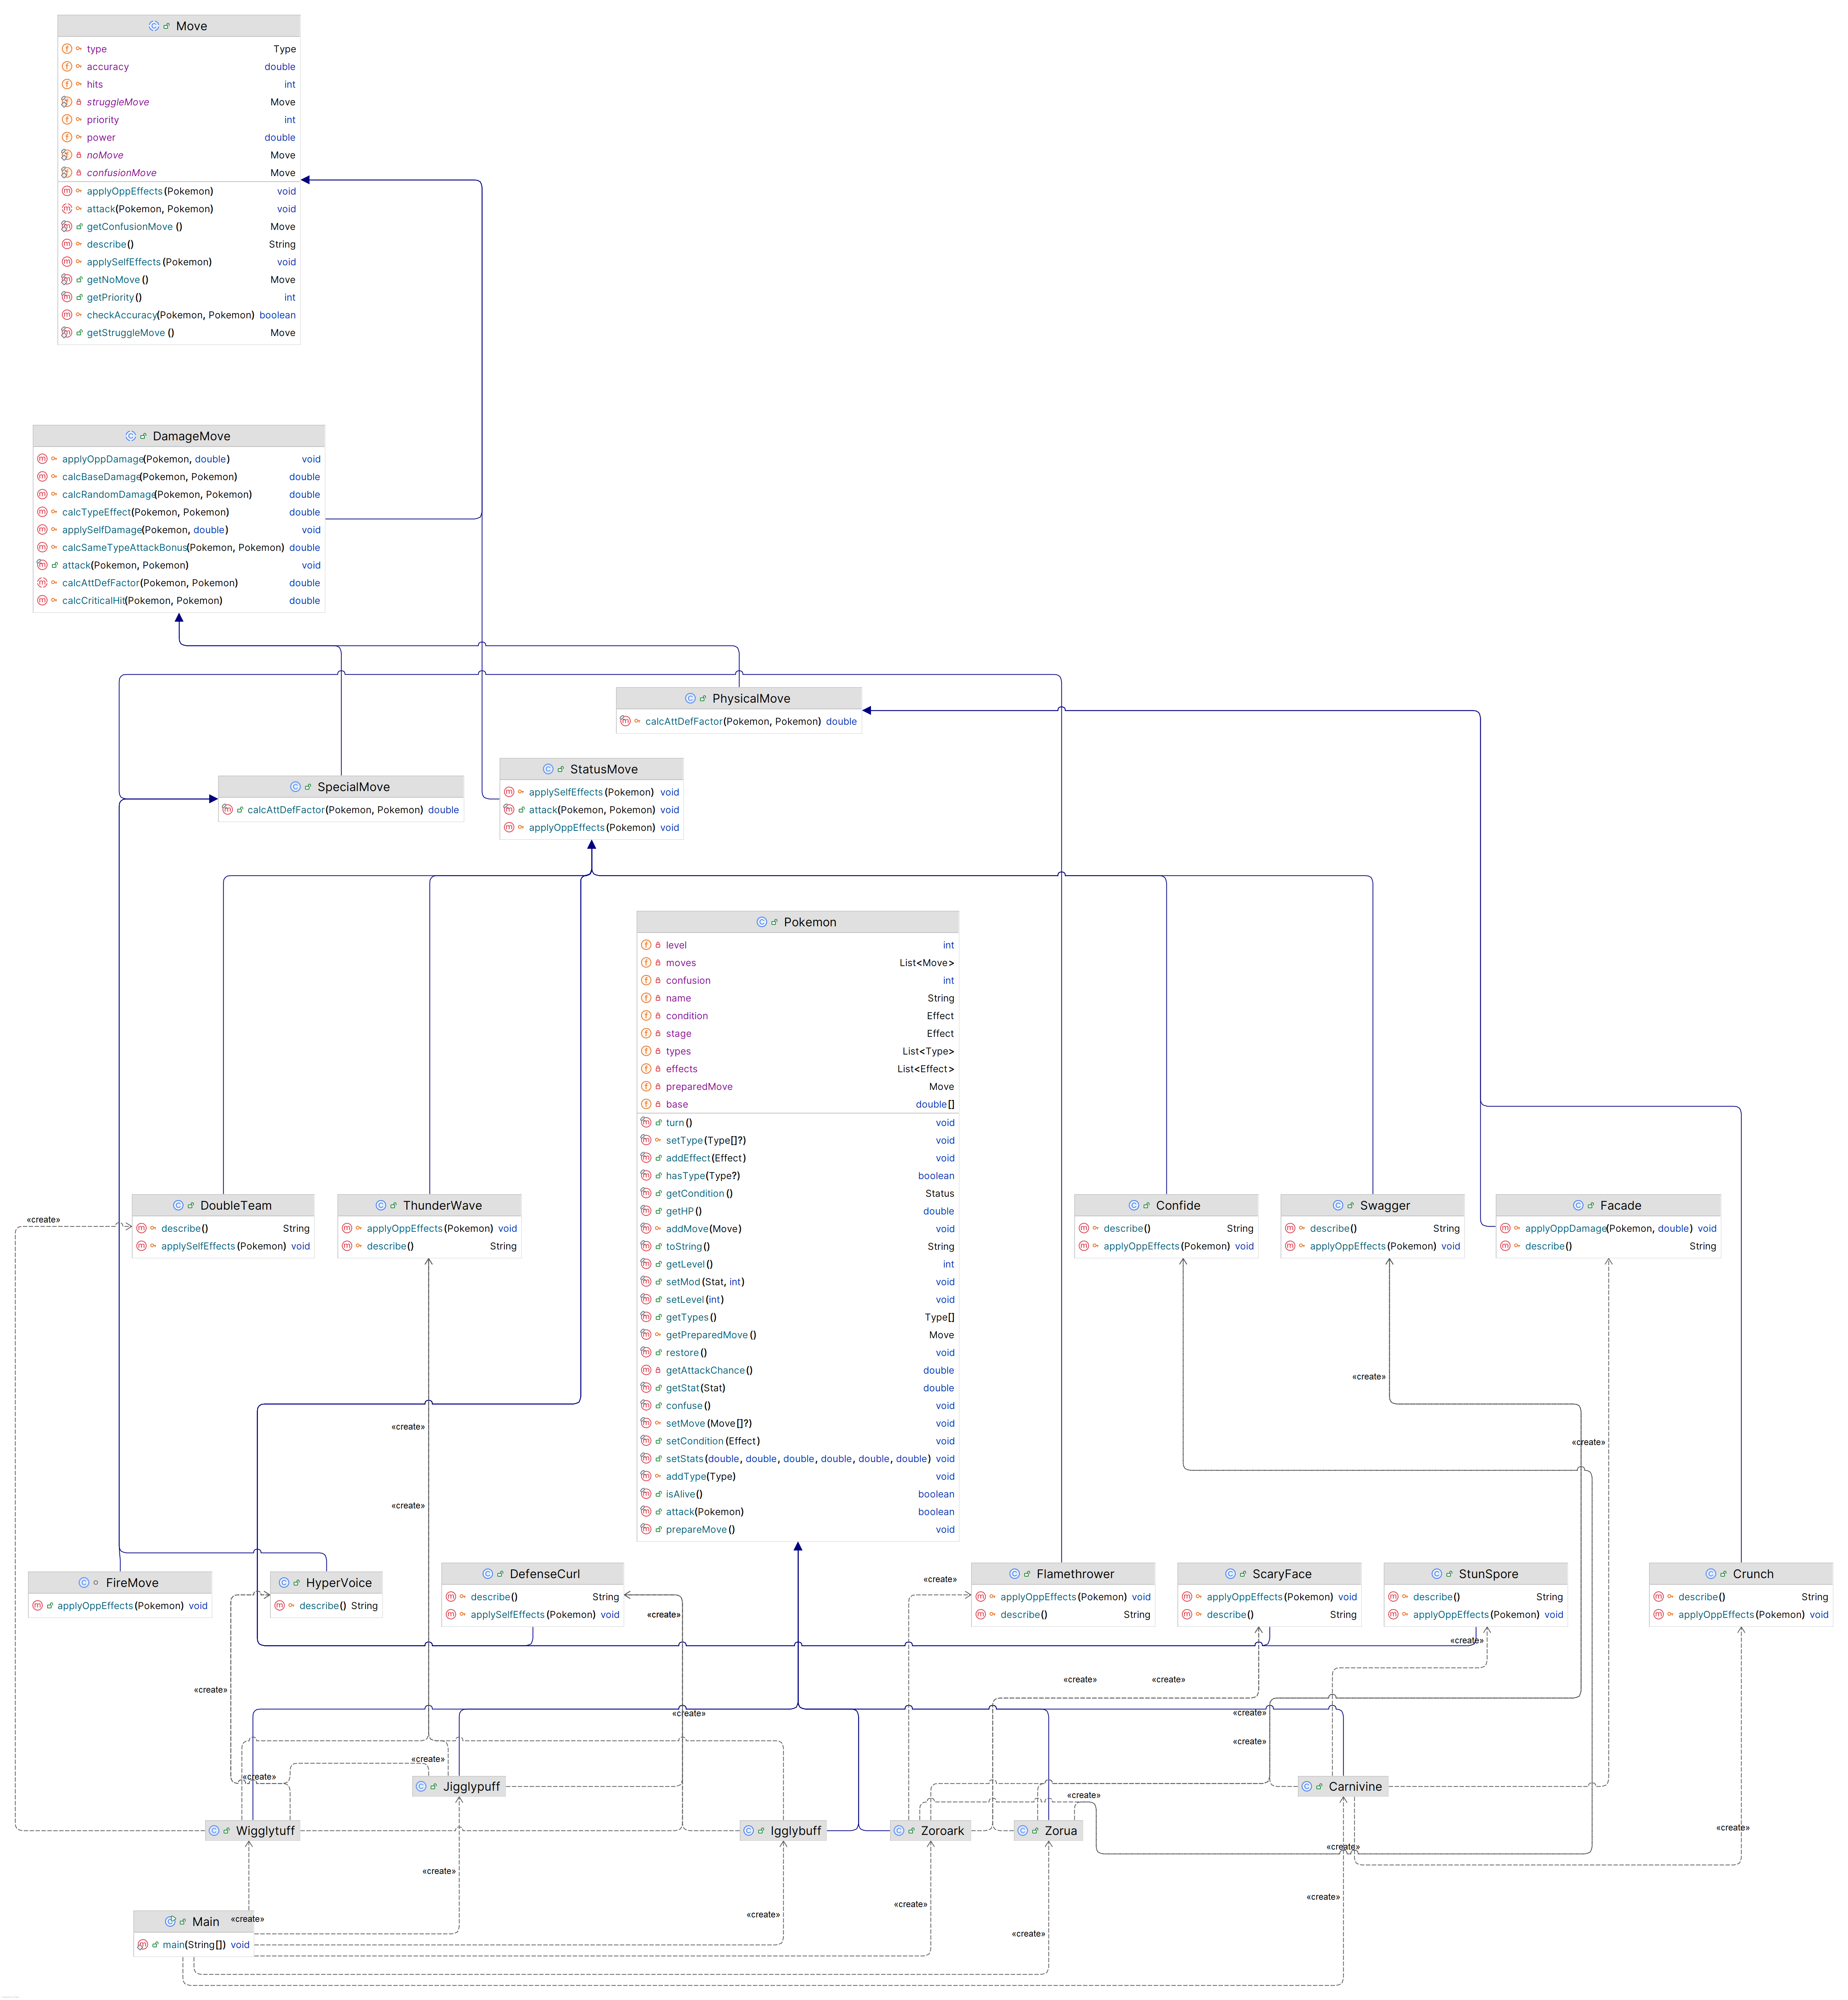 Move
type Type
accuracy double
hits int
struggleMove Move
priority int
power double
noMove Move
confusionMove Move
applyOppEffects(Pokemon) void
attack(Pokemon, Pokemon) void
getConfusionMove () Move
describe() String
applySelfEffects (Pokemon) void
getNoMove () Move
getPriority() int
checkAccuracy(Pokemon, Pokemon) boolean
getStruggleMove () Move
DamageMove
applyOppDamage(Pokemon, double) void
calcBaseDamage(Pokemon, Pokemon) double
calcRandomDamage(Pokemon, Pokemon) double
calcTypeEffect(Pokemon, Pokemon) double
applySelfDamage(Pokemon, double) void
calcSameTypeAttackBonus(Pokemon, Pokemon) double
attack(Pokemon, Pokemon) void
calcAttDefFactor(Pokemon, Pokemon) double
calcCriticalHit(Pokemon, Pokemon) double
PhysicalMove
calcAttDefFactor(Pokemon, Pokemon) double
SpecialMove
calcAttDefFactor(Pokemon, Pokemon) double
StatusMove
applySelfEffects (Pokemon) void
attack(Pokemon, Pokemon) void
applyOppEffects (Pokemon) void
Pokemon
level int
moves List<Move>
confusion int
name String
condition Effect
stage Effect
types List<Type>
effects List<Effect>
preparedMove Move
base double[]
turn () void
setType (Type[]?) void
addEffect(Effect) void
hasType(Type?) boolean
getCondition () Status
getHP() double
addMove(Move) void
toString() String
getLevel() int
setMod (Stat, int) void
setLevel(int) void
getTypes () Type[]
getPreparedMove () Move
restore () void
getAttackChance () double
getStat (Stat) double
confuse() void
setMove (Move[]?) void
setCondition (Effect) void
setStats(double, double, double, double, double, double) void
addType(Type) void
isAlive() boolean
attack(Pokemon) boolean
prepareMove () void
DoubleTeam
describe() String
applySelfEffects (Pokemon) void
ThunderWave
applyOppEffects (Pokemon) void
describe() String
Confide
describe() String
applyOppEffects (Pokemon) void
Swagger
describe() String
applyOppEffects (Pokemon) void
Facade
applyOppDamage(Pokemon, double) void
describe() String
«create»
«create»
«create»
«create»
«create»
FireMove
applyOppEffects (Pokemon) void
HyperVoice
describe() String
DefenseCurl
describe() String
applySelfEffects (Pokemon) void
«create»
«create»
Flamethrower
applyOppEffects (Pokemon) void
describe() String
ScaryFace
applyOppEffects (Pokemon) void
describe() String
StunSpore
describe() String
applyOppEffects (Pokemon) void
«create»
Crunch
describe() String
applyOppEffects (Pokemon) void
«create»
«create»
«create»
«create»
«create»
«create»
«create»
«create»
Jigglypuff
Carnivine
«create»
Wigglytuff
Igglybuff
Zoroark
Zorua
«create»
«create»
«create»
«create»
«create»
«create»
«create»
Main
«create»
main(String[]) void
«create»